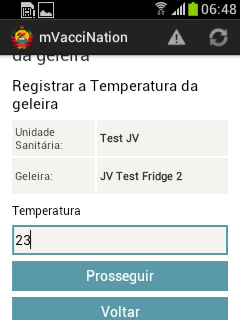 06:48
mVacciNation
da geleira
Registrar a Temperatura da
geleira
Unidade
Sanitária:
Test JV
Geleira:
JV Test Fridge 2
Temperatura
23
Prosseguir
Voltar